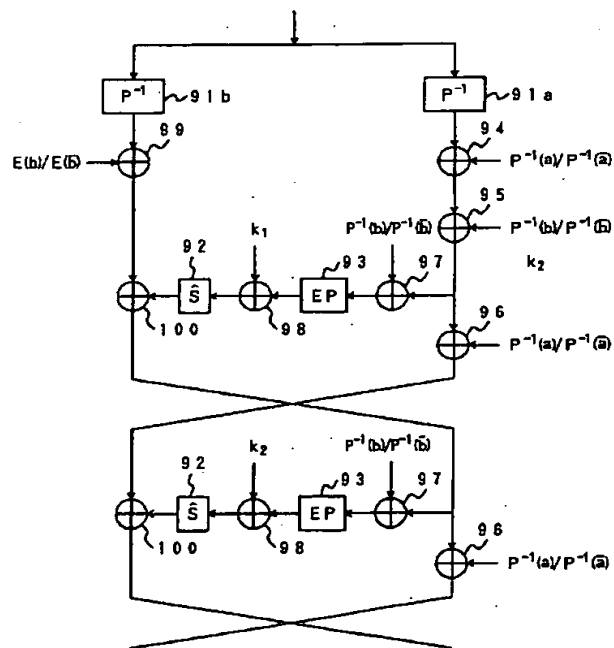 P⁻¹
91b
P⁻¹
91a
99
94
E(b)/E(b̄)
P⁻¹(a)/P⁻¹(ā)
95
P⁻¹(b)/P⁻¹(b̄)
92
k₁
P⁻¹(b)/P⁻¹(b̄)
93
97
k₂
Ŝ
EP
100
98
96
P⁻¹(a)/P⁻¹(ā)
92
k₂
P⁻¹(b)/P⁻¹(b̄)
93
97
Ŝ
EP
100
98
96
P⁻¹(a)/P⁻¹(ā)